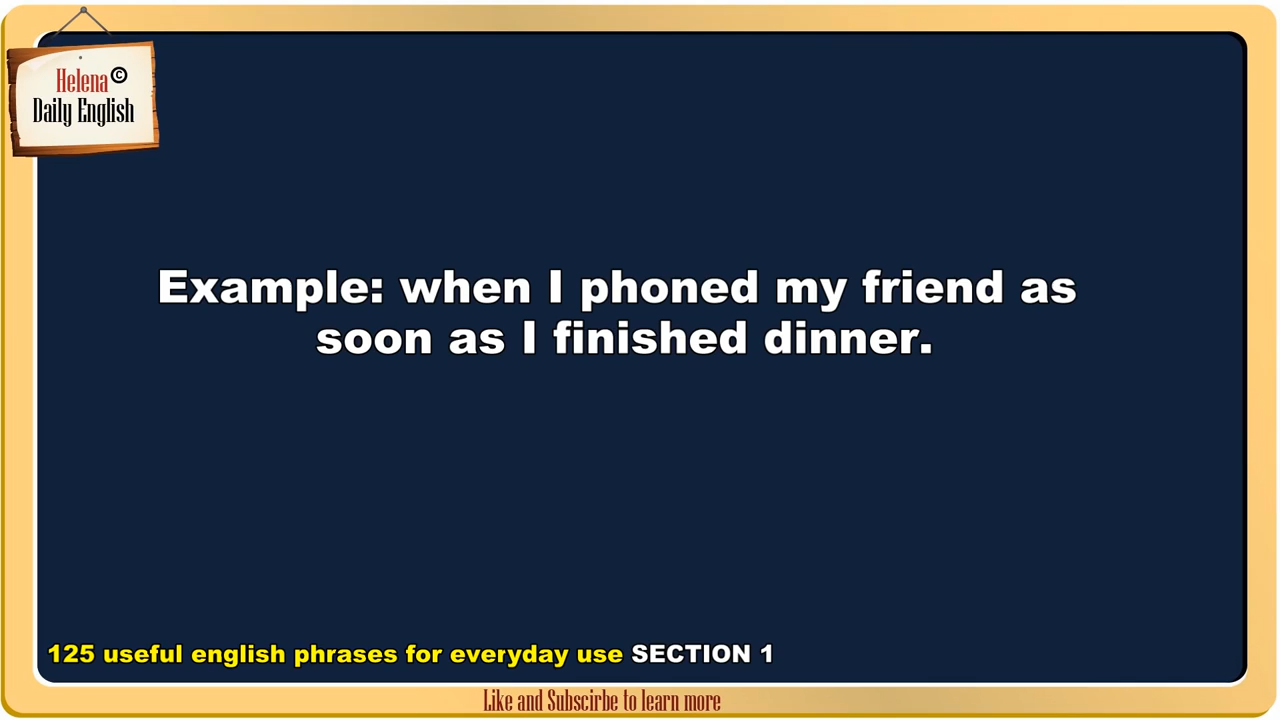 Helena ©
Daily English
Example: when I phoned my friend as
soon as I finished dinner.
125 useful english phrases for everyday use SECTION 1
Like and Subscirbe to learn more